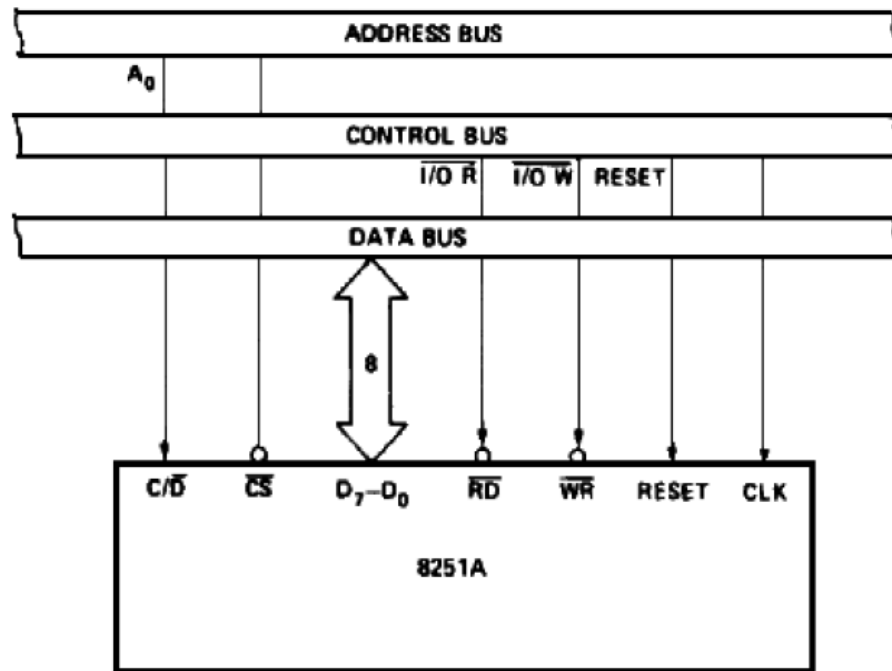 ADDRESS BUS
A₀
CONTROL BUS
I/O R I/O W RESET
DATA BUS
8
C/D CS D₇–D₀ RD WR RESET CLK
8251A